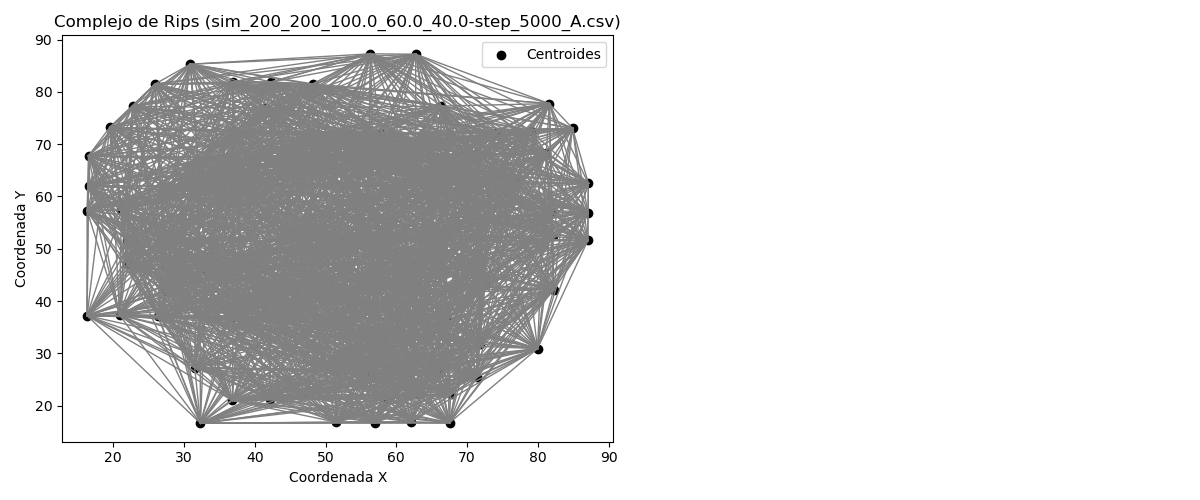 Complejo de Rips (sim_200_200_100.0_60.0_40.0-step_5000_A.csv)
Centroides
90
80
70
60
50
40
30
20
Coordenada Y
20 30 40 50 60 70 80 90
Coordenada X